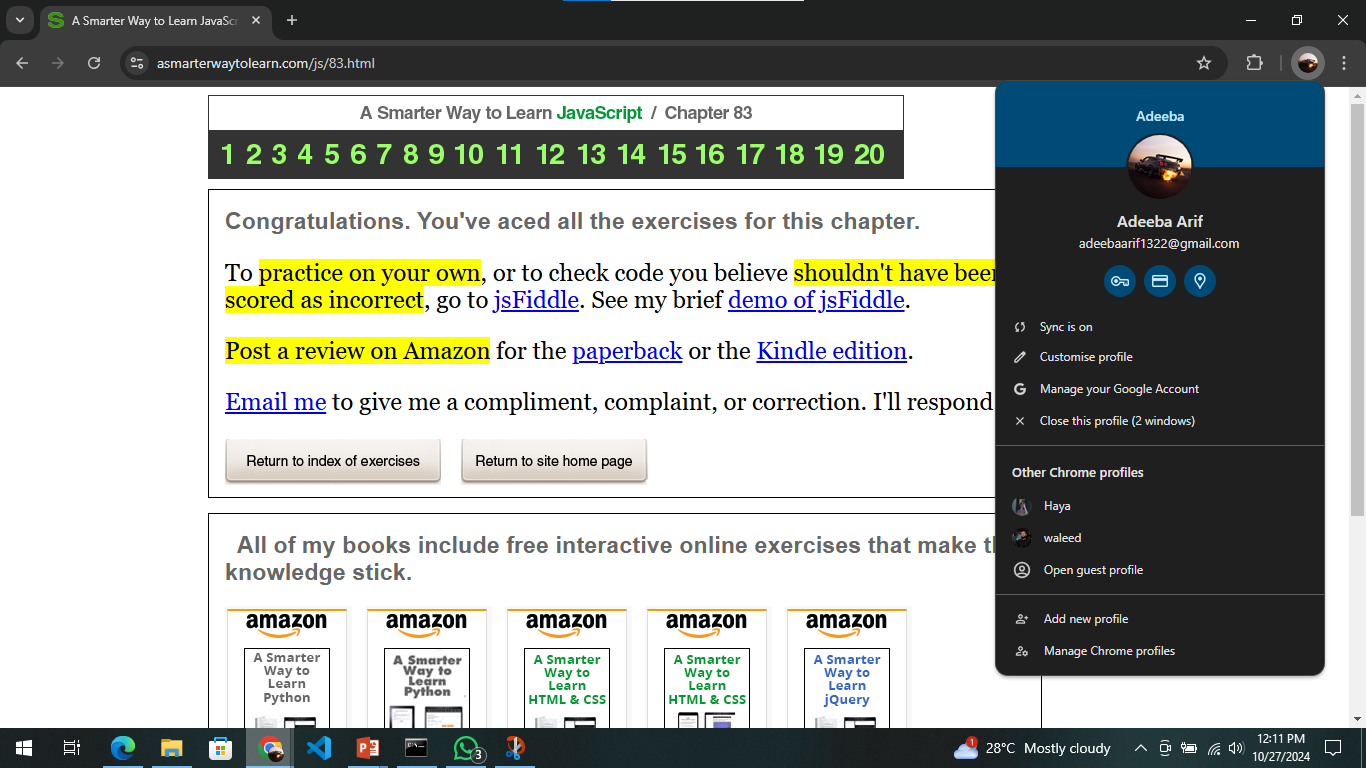 A Smarter Way to Learn JavaScr
asmarterwaytolearn.com/js/83.html
A Smarter Way to Learn JavaScript / Chapter 83
1 2 3 4 5 6 7 8 9 10 11 12 13 14 15 16 17 18 19 20
Congratulations. You've aced all the exercises for this chapter.
To practice on your own, or to check code you believe shouldn't have been
scored as incorrect, go to jsFiddle. See my brief demo of jsFiddle.
Post a review on Amazon for the paperback or the Kindle edition.
Email me to give me a compliment, complaint, or correction. I'll respond
Return to index of exercises
Return to site home page
All of my books include free interactive online exercises that make th
knowledge stick.
amazon
A Smarter
Way to
Learn
Python
amazon
A Smarter
Way to
Learn
Python
amazon
A Smarter
Way to
Learn
HTML & CSS
amazon
A Smarter
Way to
Learn
HTML & CSS
amazon
A Smarter
Way to
Learn
jQuery
Adeeba
Adeeba Arif
adeebaarif1322@gmail.com
Sync is on
Customise profile
Manage your Google Account
Close this profile (2 windows)
Other Chrome profiles
Haya
waleed
Open guest profile
Add new profile
Manage Chrome profiles
3
1
28°C Mostly cloudy
12:11 PM
10/27/2024